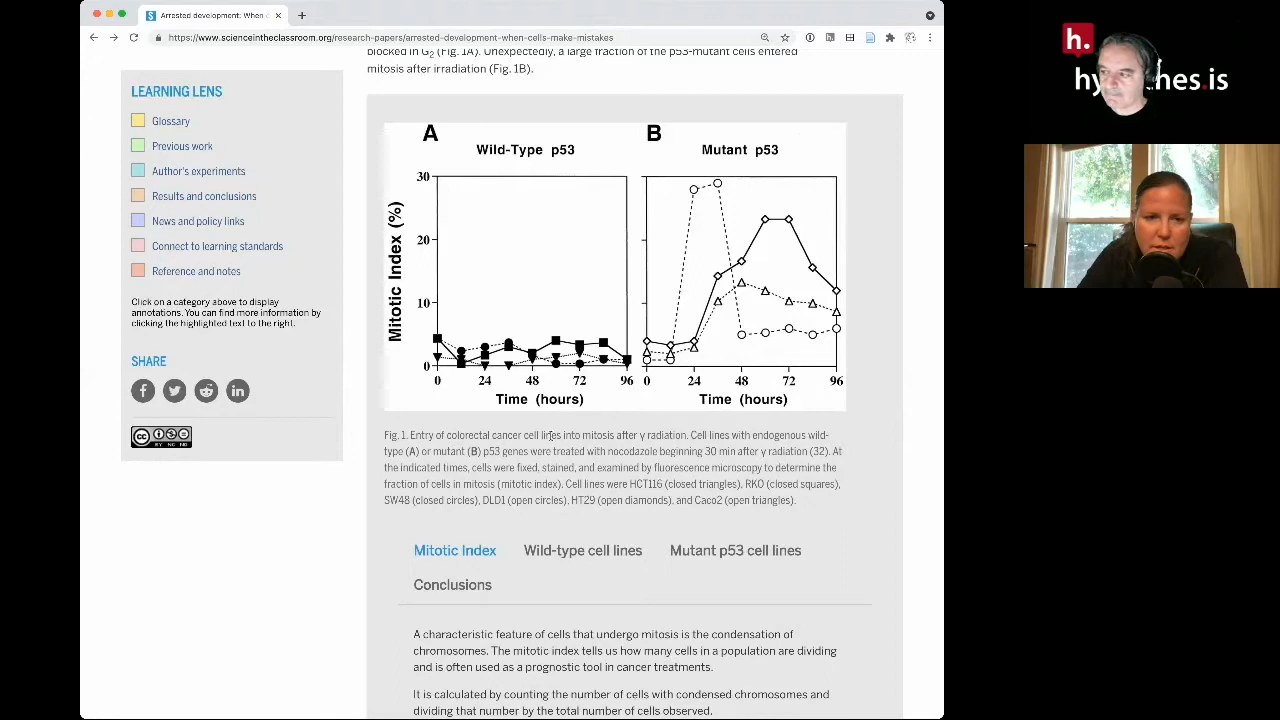 Arrested development: When c
https://www.scienceintheclassroom.org/research-papers/arrested-development-when-cells-make-mistakes
h.
hypothes.is
blocked in G2 (Fig. 1A). Unexpectedly, a large fraction of the p53-mutant cells entered
mitosis after irradiation (Fig. 1B).
LEARNING LENS
Glossary
Previous work
Author's experiments
Results and conclusions
News and policy links
Connect to learning standards
Reference and notes
Click on a category above to display
annotations. You can find more information by
clicking the highlighted text to the right.
SHARE
CC BY NC ND
A
Wild-Type p53
Mitotic Index (%)
30
20
10
0
0 24 48 72 96
Time (hours)
B
Mutant p53
0 24 48 72 96
Time (hours)
Fig. 1. Entry of colorectal cancer cell lines into mitosis after γ radiation. Cell lines with endogenous wild-
type (A) or mutant (B) p53 genes were treated with nocodazole beginning 30 min after γ radiation (32). At
the indicated times, cells were fixed, stained, and examined by fluorescence microscopy to determine the
fraction of cells in mitosis (mitotic index). Cell lines were HCT116 (closed triangles), RKO (closed squares),
SW48 (closed circles), DLD1 (open circles), HT29 (open diamonds), and Caco2 (open triangles).
Mitotic Index Wild-type cell lines Mutant p53 cell lines
Conclusions
A characteristic feature of cells that undergo mitosis is the condensation of
chromosomes. The mitotic index tells us how many cells in a population are dividing
and is often used as a prognostic tool in cancer treatments.
It is calculated by counting the number of cells with condensed chromosomes and
dividing that number by the total number of cells observed.